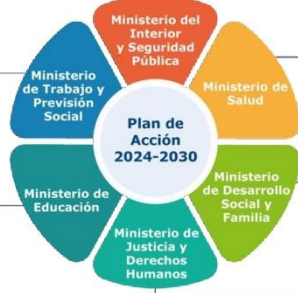 Ministerio del
Interior
y Seguridad
Pública
Ministerio de
Salud
Ministerio
de Desarrollo
Social y
Familia
Ministerio de
Justicia y
Derechos
Humanos
Ministerio de
Educación
Ministerio
de Trabajo y
Previsión
Social
Plan de
Acción
2024-2030